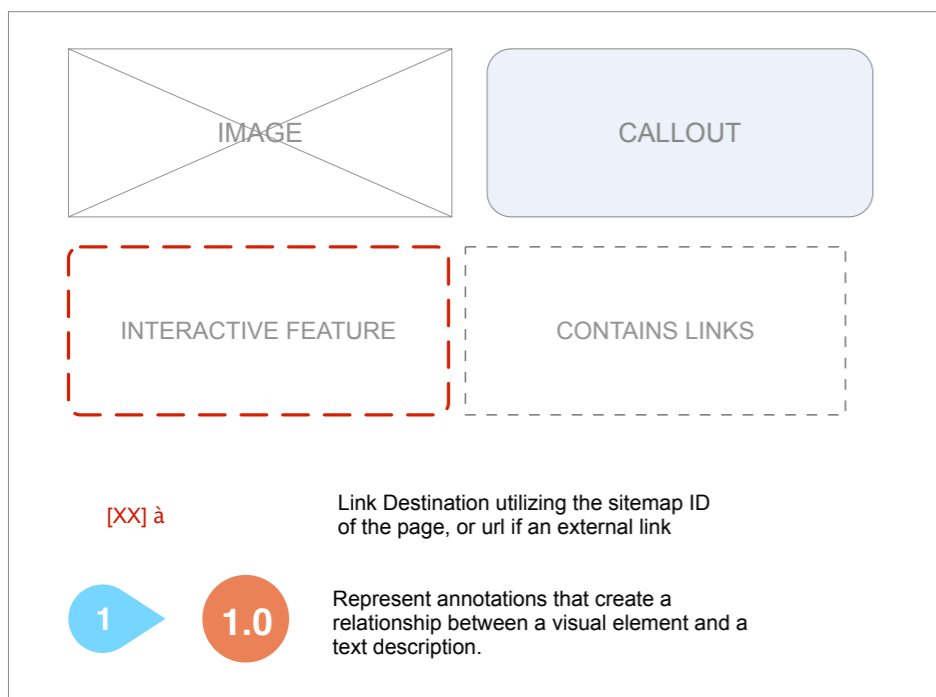 IMAGE
CALLOUT
INTERACTIVE FEATURE
CONTAINS LINKS
[XX] à
Link Destination utilizing the sitemap ID
of the page, or url if an external link
1
1.0
Represent annotations that create a
relationship between a visual element and a
text description.